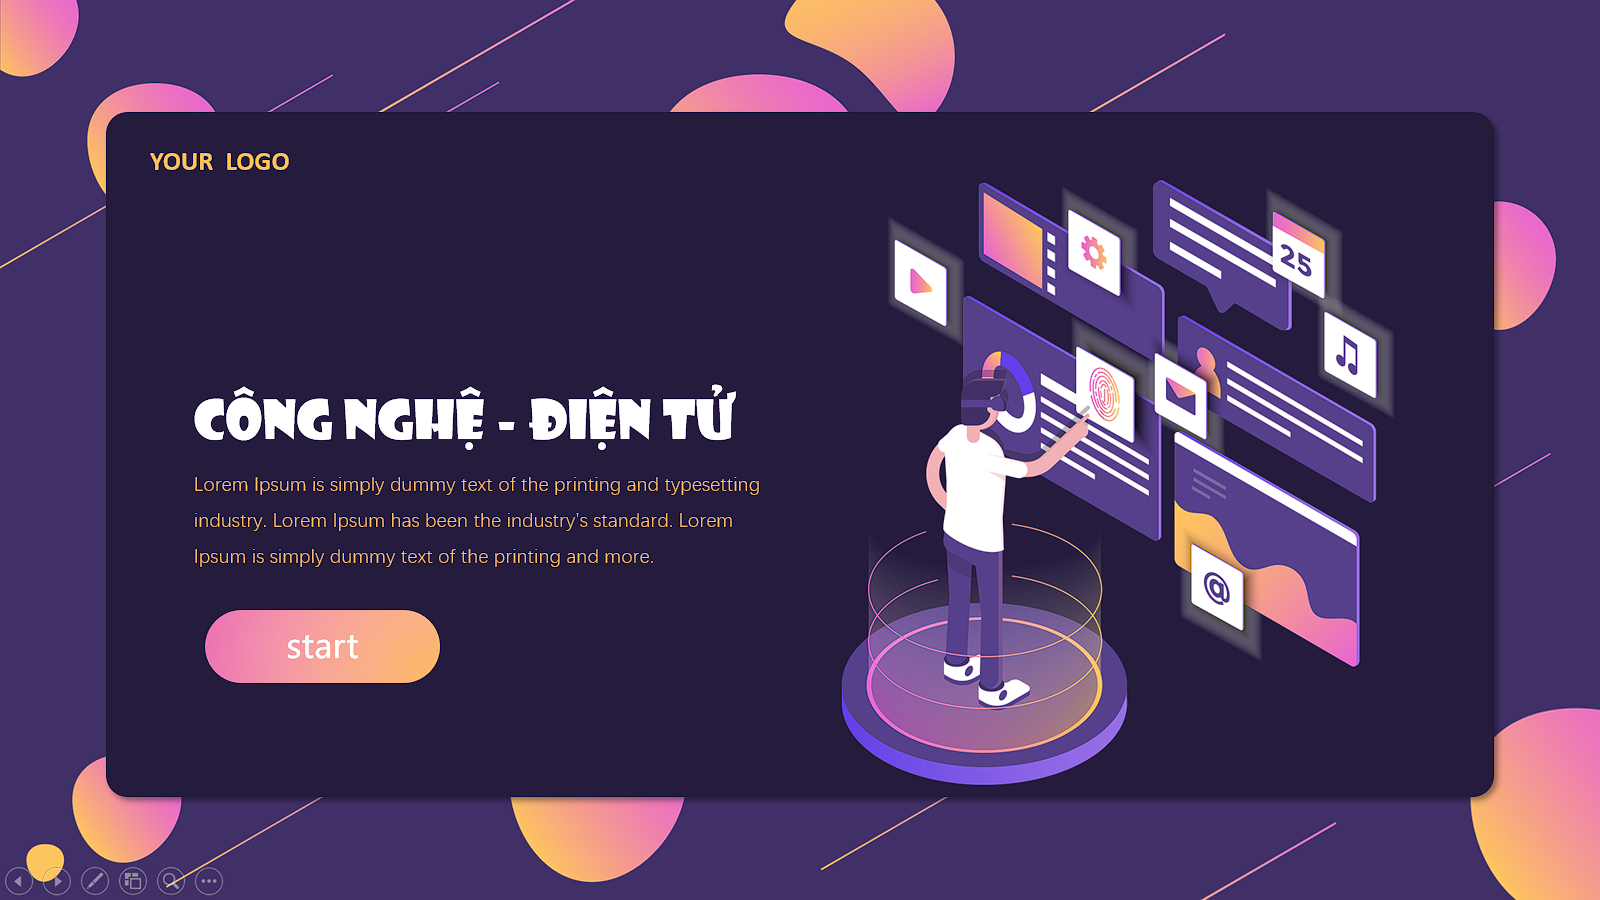 YOUR LOGO
25
CÔNG NGHỆ - ĐIỆN TỬ
Lorem Ipsum is simply dummy text of the printing and typesetting
industry. Lorem Ipsum has been the industry's standard. Lorem
Ipsum is simply dummy text of the printing and more.
@
start